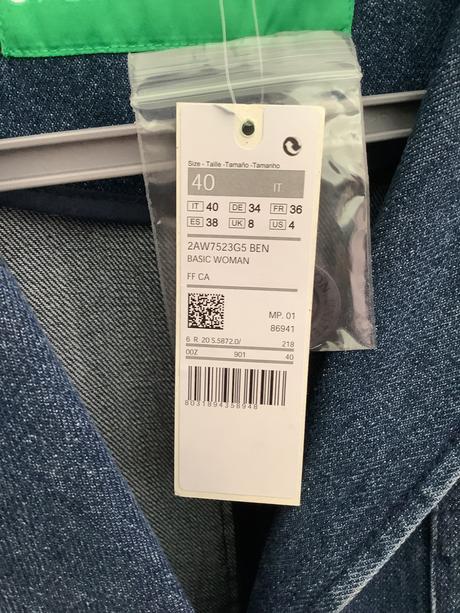 Size - Taille -Tamaño -Tamanho
40 IT
IT 40 DE 34 FR 36
ES 38 UK 8 US 4
2AW7523G5 BEN
BASIC WOMAN
FF CA
MP. 01
86941
6 R 20 S.5872.0/ 218
00Z 901 40
8031894358948